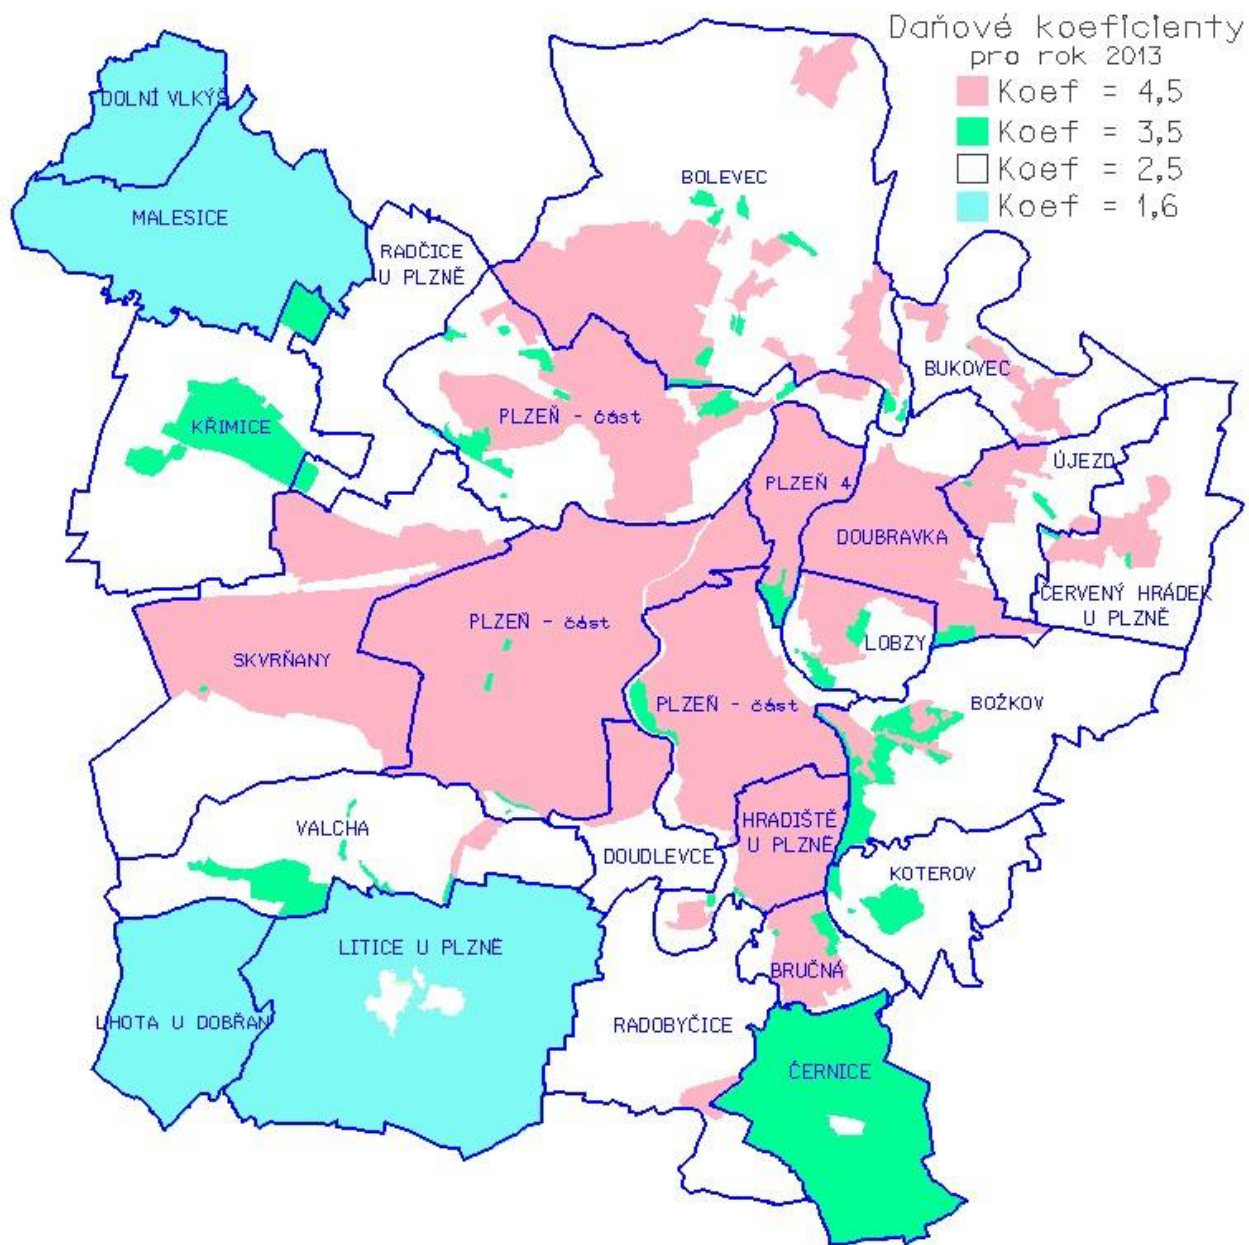 Daňové koeficienty
pro rok 2013
Koef = 4,5
Koef = 3,5
Koef = 2,5
Koef = 1,6
DOLNÍ VLKÝŠ
MALESICE
RADČICE
U PLZNĚ
BOLEVEC
BUKOVEC
KŘIMICE
PLZEŇ - část
ÚJEZD
PLZEŇ 4
DOUBRAVKA
ČERVENÝ HRÁDEK
U PLZNĚ
PLZEŇ - část
LOBZY
SKVRŇANY
PLZEŇ - část
BOŽKOV
VALCHA
HRADIŠTĚ
U PLZNĚ
DOUDLEVCE
KOTEROV
LITICE U PLZNĚ
BRUČNÁ
LHOTA U DOBŘAN
RADOBYČICE
ČERNICE